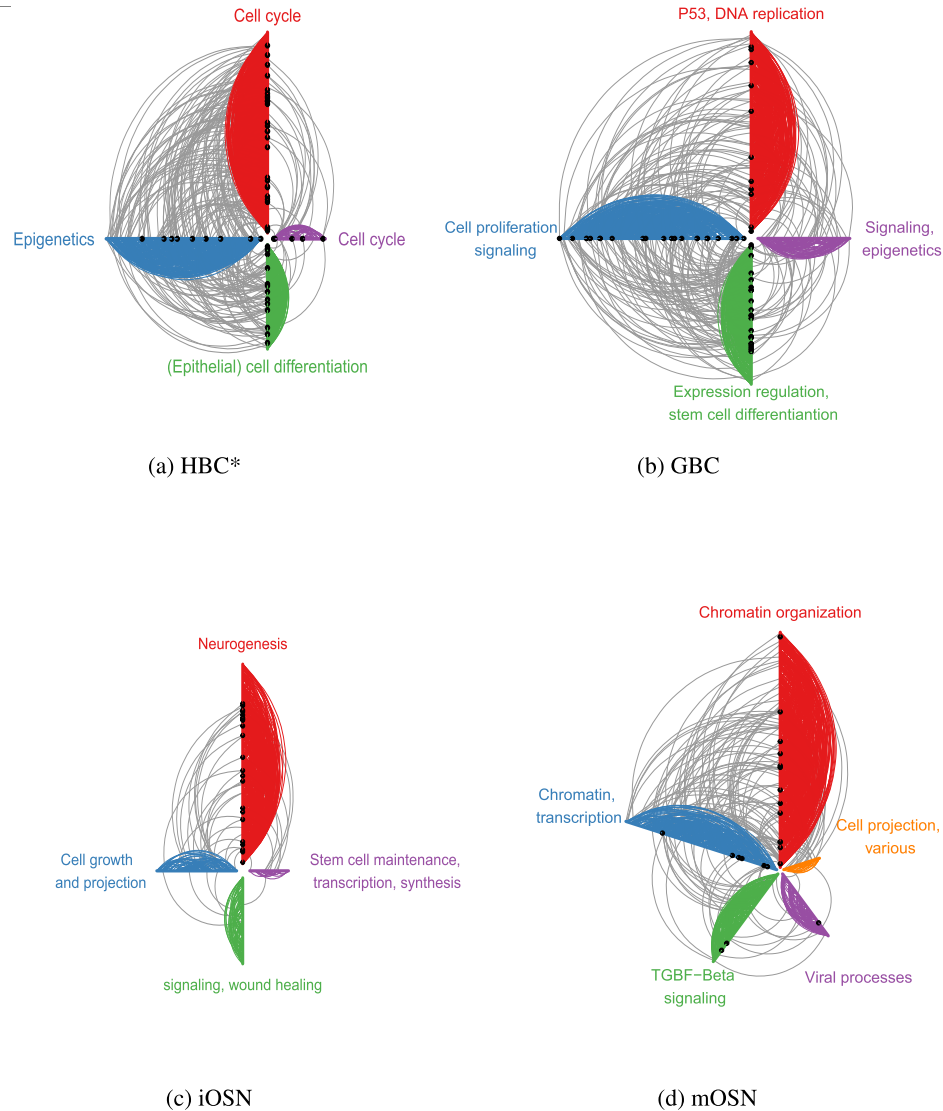 Cell cycle
Epigenetics
Cell cycle
(Epithelial) cell differentiation
(a) HBC*
P53, DNA replication
Cell proliferation
signaling
Signaling,
epigenetics
Expression regulation,
stem cell differentiantion
(b) GBC
Neurogenesis
Cell growth
and projection
Stem cell maintenance,
transcription, synthesis
signaling, wound healing
(c) iOSN
Chromatin organization
Chromatin,
transcription
Cell projection,
various
TGBF−Beta
signaling
Viral processes
(d) mOSN